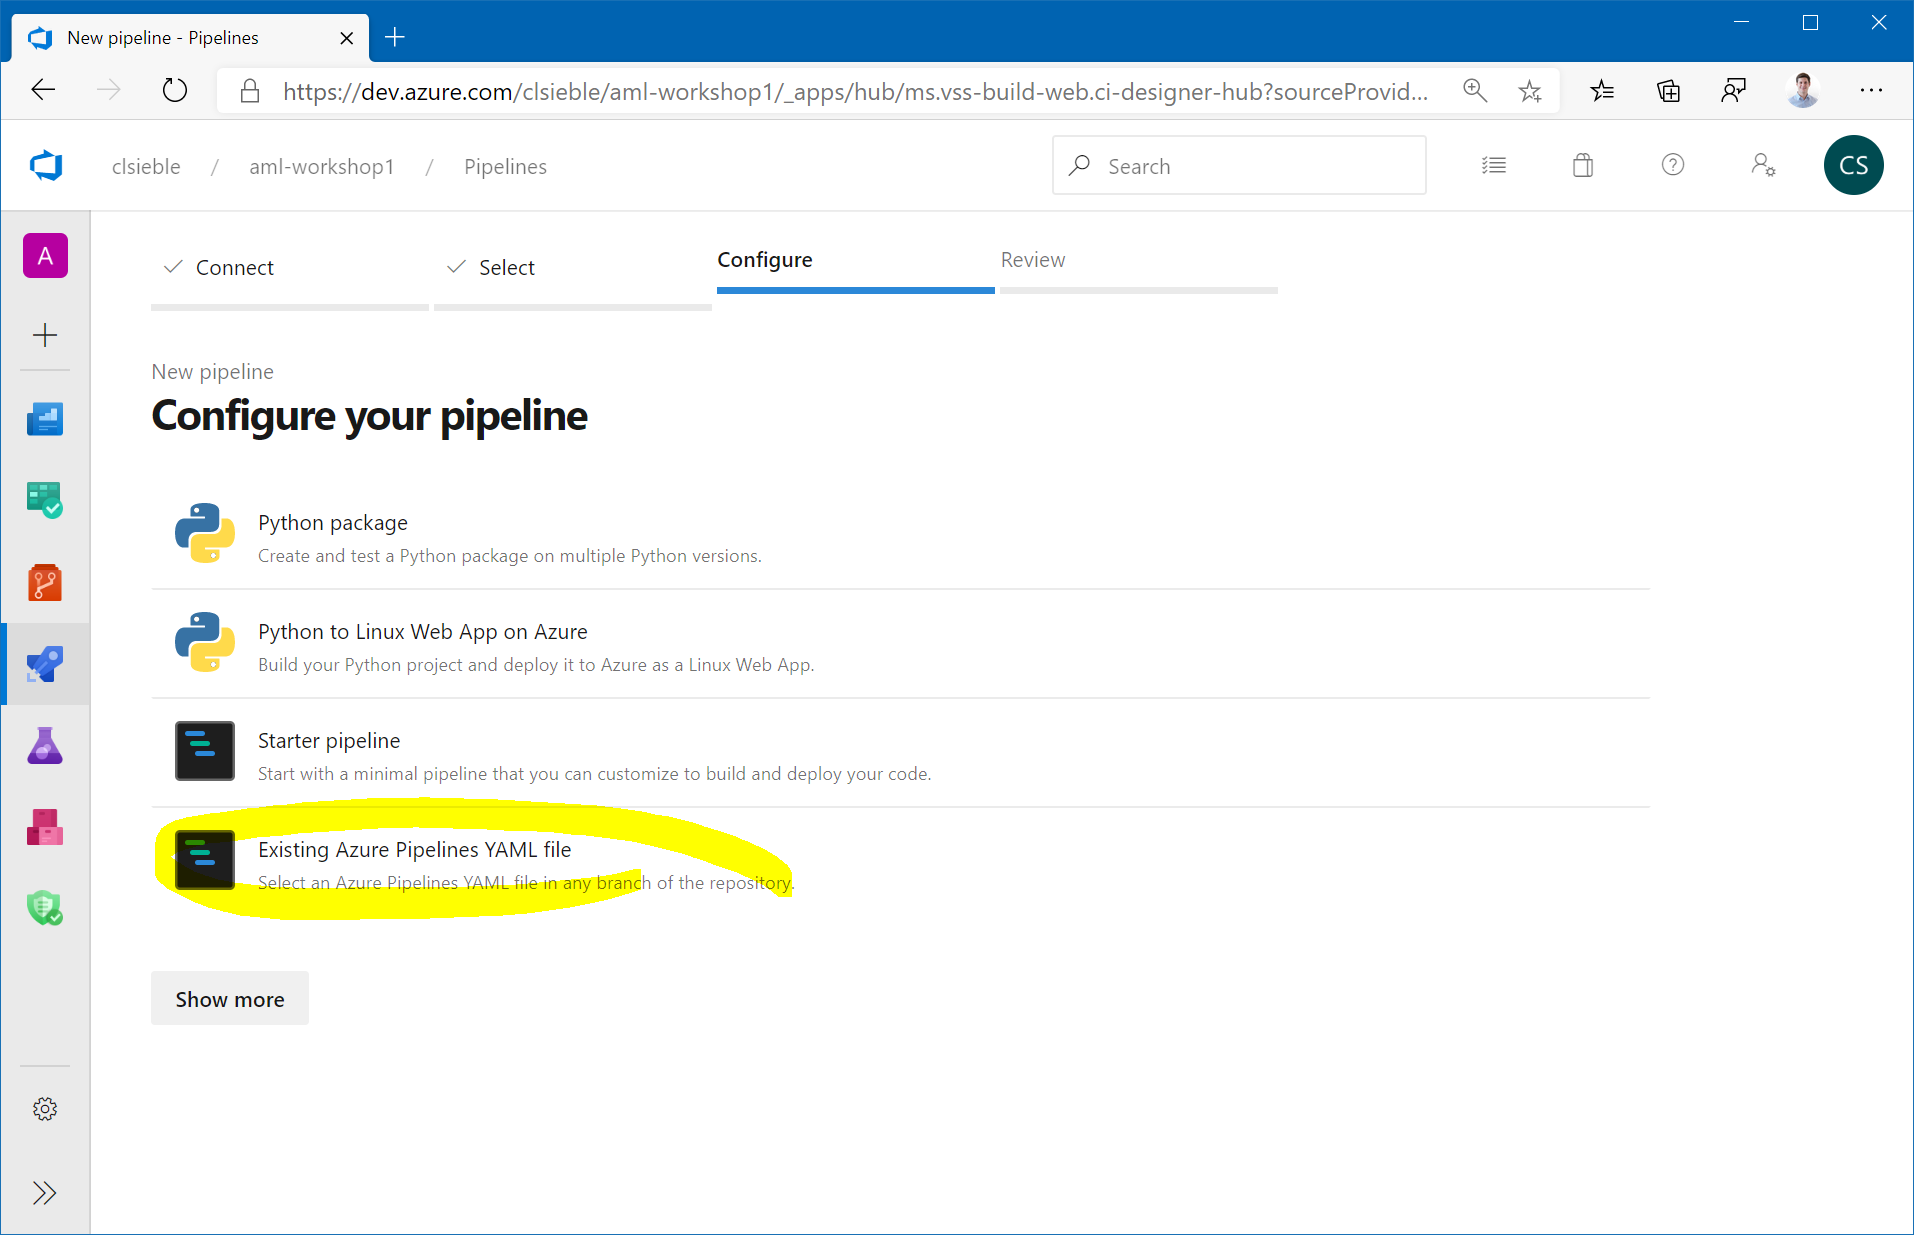 New pipeline - Pipelines
https://dev.azure.com/clsieble/aml-workshop1/_apps/hub/ms.vss-build-web.ci-designer-hub?sourceProvid...
clsieble / aml-workshop1 / Pipelines
Search
CS
A
Connect
Select
Configure
Review
New pipeline
Configure your pipeline
Python package
Create and test a Python package on multiple Python versions.
Python to Linux Web App on Azure
Build your Python project and deploy it to Azure as a Linux Web App.
Starter pipeline
Start with a minimal pipeline that you can customize to build and deploy your code.
Existing Azure Pipelines YAML file
Select an Azure Pipelines YAML file in any branch of the repository.
Show more